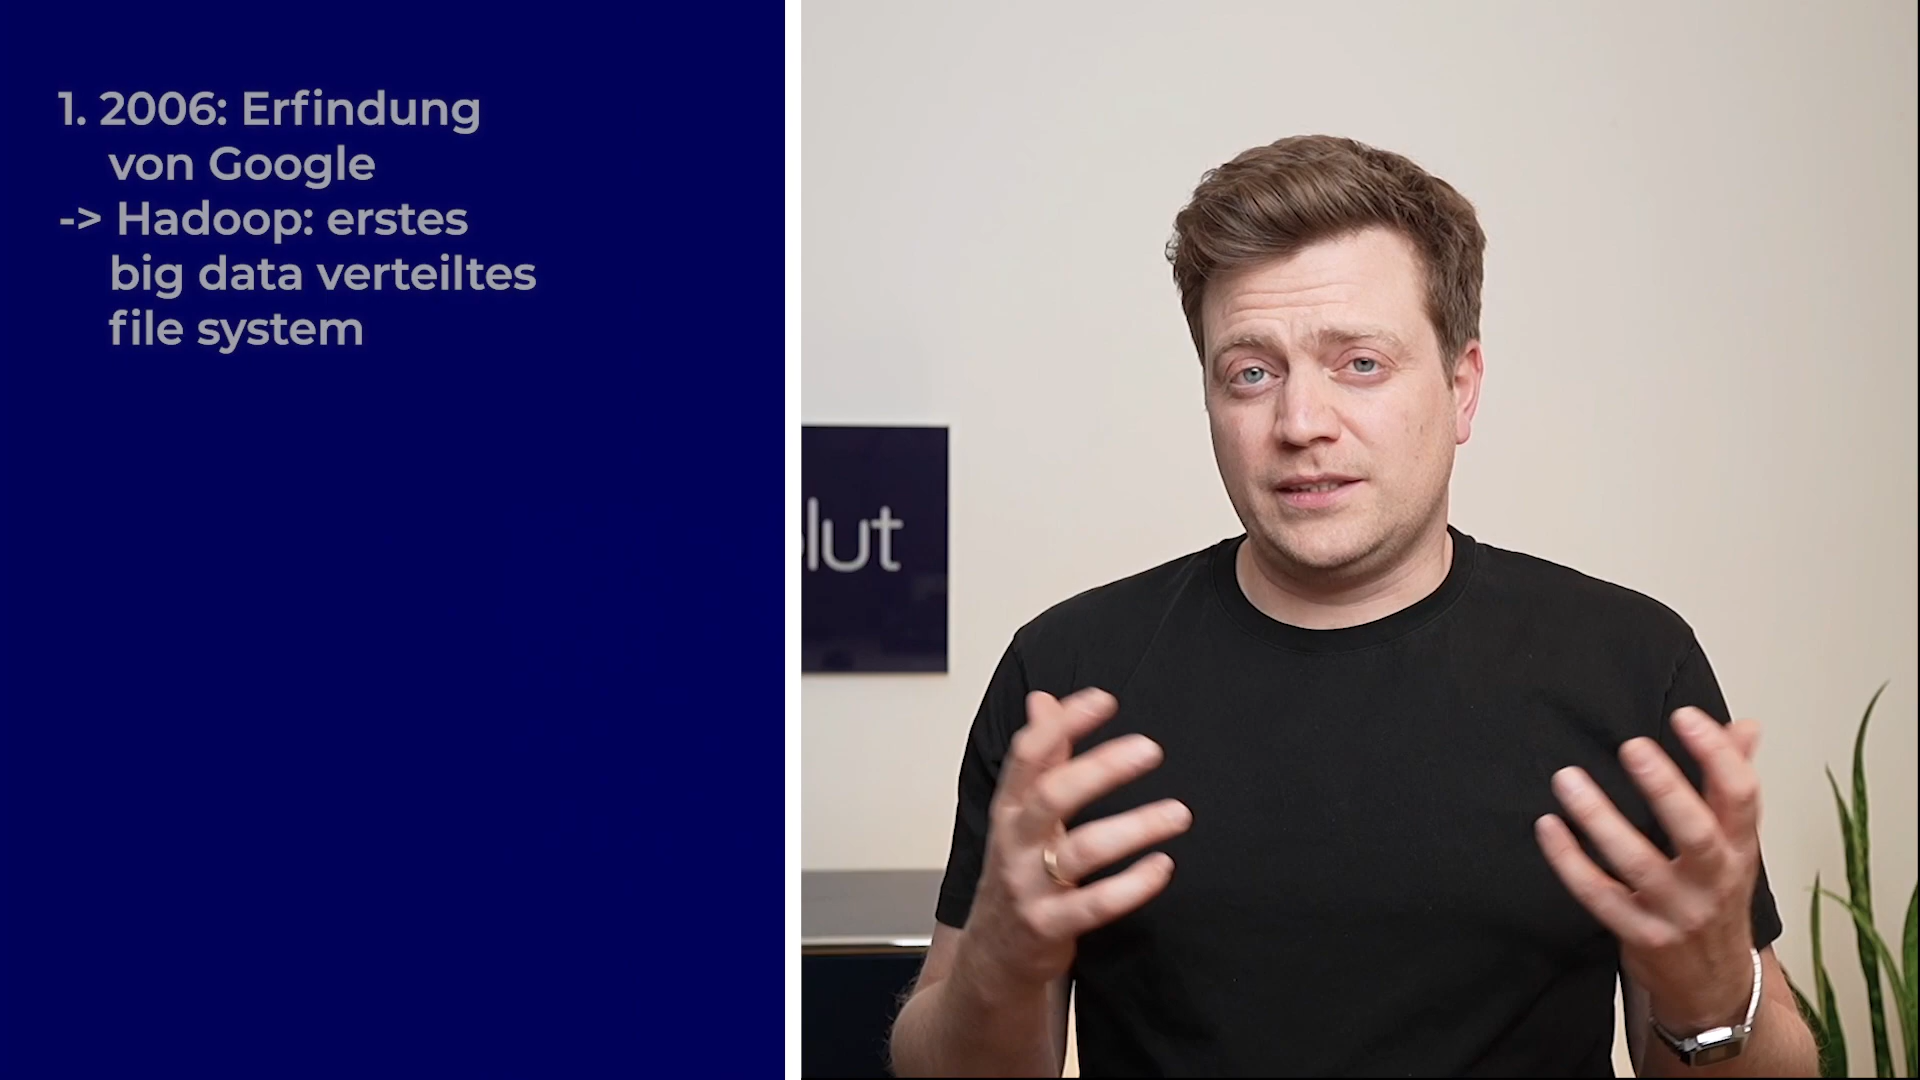 1. 2006: Erfindung
von Google
-> Hadoop: erstes
big data verteiltes
file system
lut